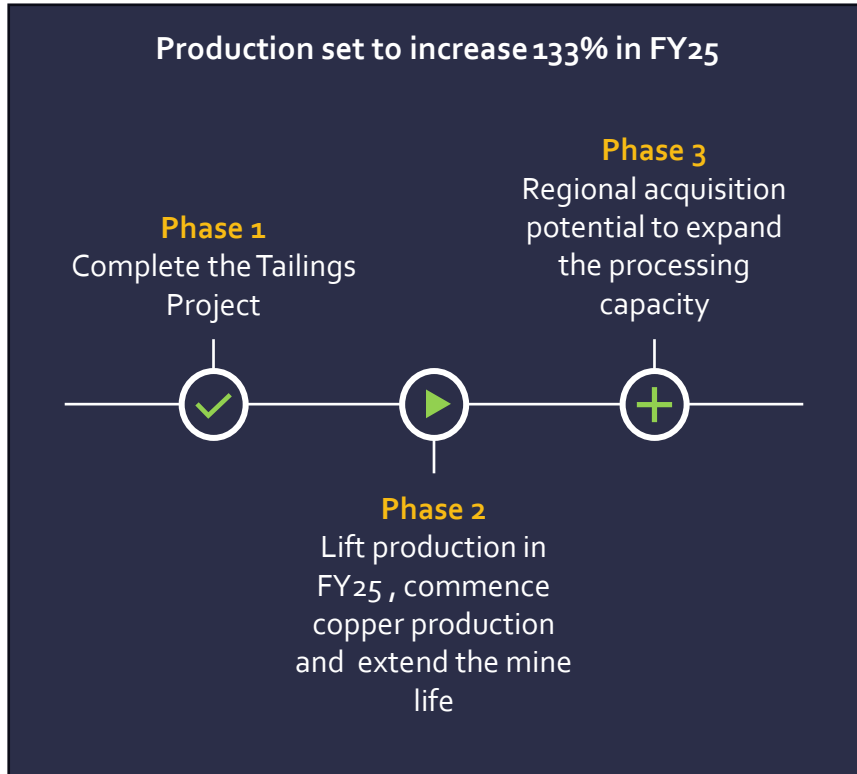 Production set to increase 133% in FY25
Phase 1
Complete the Tailings
Project
Phase 2
Lift production in
FY25 , commence
copper production
and extend the mine
life
Phase 3
Regional acquisition
potential to expand
the processing
capacity